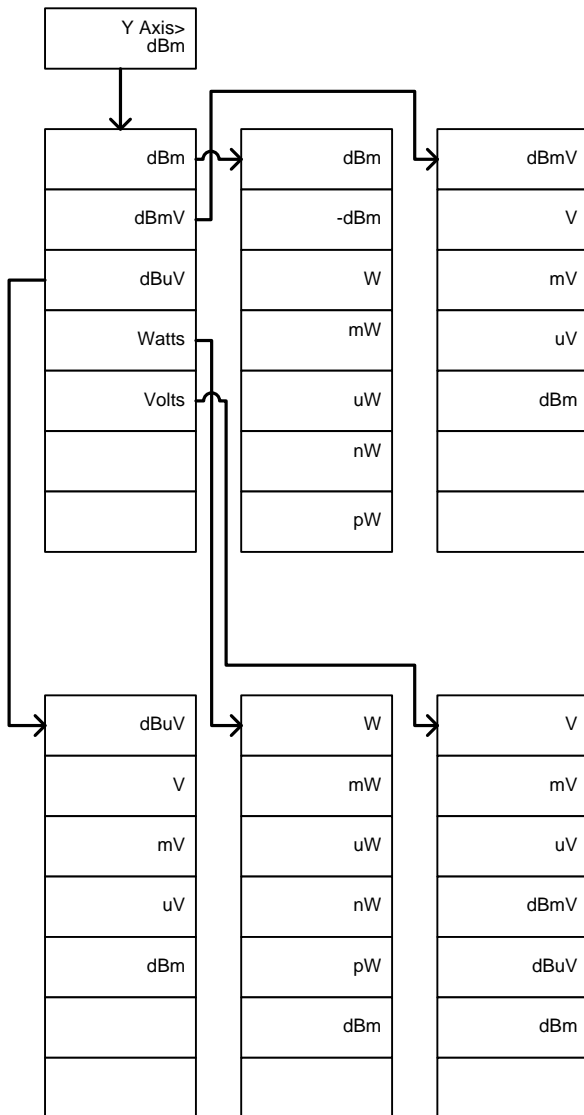 Y Axis>
dBm
dBm
dBmV
dBuV
Watts
Volts
dBm
-dBm
W
mW
uW
nW
pW
dBmV
V
mV
uV
dBm
dBuV
V
mV
uV
dBm
W
mW
uW
nW
pW
dBm
V
mV
uV
dBmV
dBuV
dBm